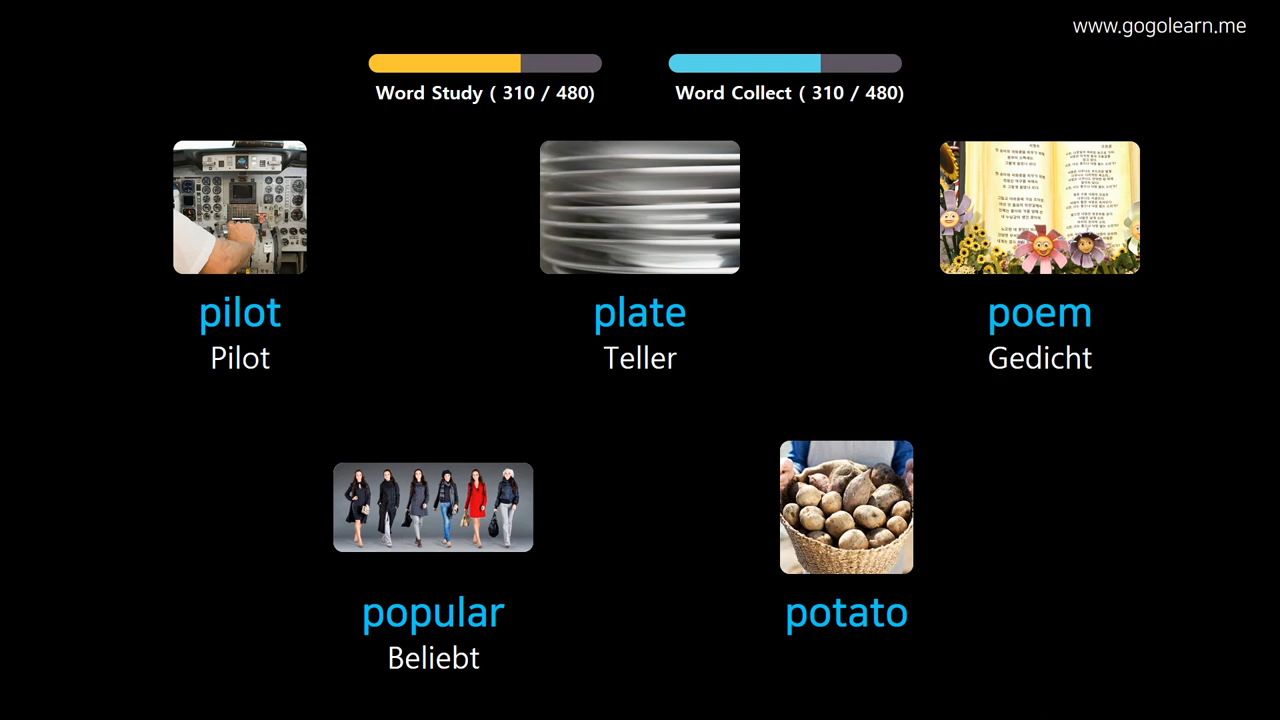 www.gogolearn.me
Word Study ( 310 / 480)
Word Collect ( 310 / 480)
pilot
Pilot
plate
Teller
poem
Gedicht
popular
Beliebt
potato